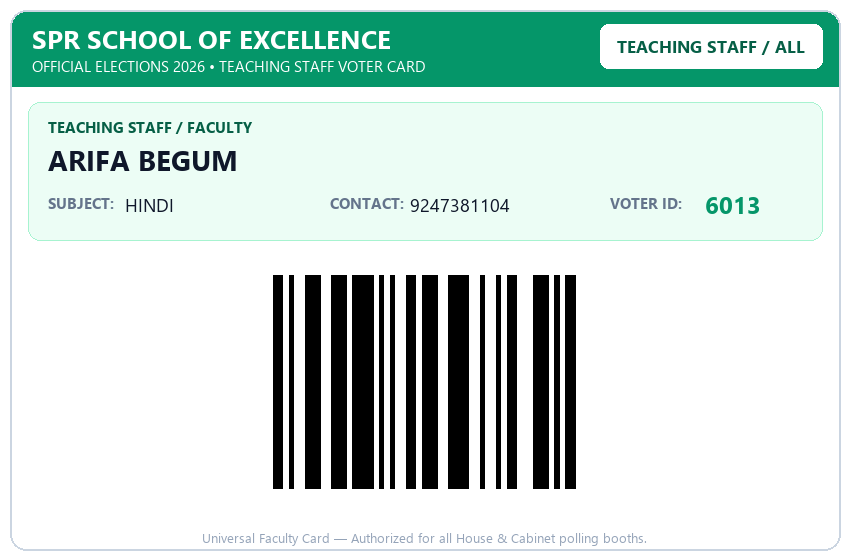 SPR SCHOOL OF EXCELLENCE
OFFICIAL ELECTIONS 2026 • TEACHING STAFF VOTER CARD
TEACHING STAFF / ALL
TEACHING STAFF / FACULTY
ARIFA BEGUM
SUBJECT: HINDI CONTACT: 9247381104 VOTER ID: 6013
Universal Faculty Card — Authorized for all House & Cabinet polling booths.